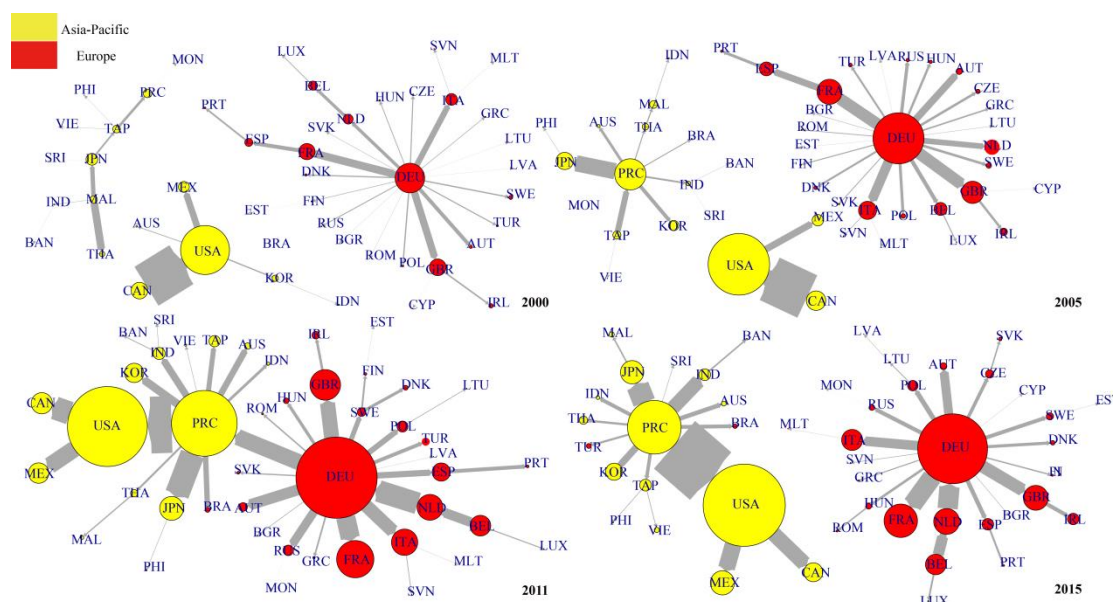 Asia-Pacific
Europe
MON
PHI
PRC
VIE
TAP
SRI
JPN
IND
MAL
BAN
THA
MEX
AUS
USA
CAN
KOR
BRA
IDN
EST
LUX
BEL
PRT
NLD
ESP
FRA
SVK
HUN
CZE
SVN
MLT
ITA
GRC
LTU
LVA
DEU
DNK
FIN
RUS
BGR
ROM
POL
GBR
SWE
TUR
AUT
IRL
CYP
2000
IDN
MAL
AUS
THA
PHI
BRA
JPN
PRC
BAN
IND
MON
SRI
TAP
KOR
VIE
MEX
USA
CAN
PRT
ESP
TUR
LVA
RUS
HUN
AUT
FRA
CZE
BGR
GRC
ROM
LTU
DEU
EST
NLD
FIN
SWE
DNK
GBR
CYP
SVK
ITA
POL
BEL
SVN
MLT
LUX
IRL
2005
SRI
BAN
VIE
TAP
AUS
IND
KOR
IDN
CAN
USA
PRC
MEX
THA
JPN
BRA
MAL
PHI
EST
IRL
FIN
GBR
DNK
HUN
LTU
ROM
SWE
POL
TUR
LVA
SVK
DEU
ESP
PRT
AUT
NLD
BEL
BGR
RUS
ITA
LUX
GRC
FRA
MLT
MON
SVN
2011
MAL
BAN
SRI
JPN
IND
IDN
AUS
THA
PRC
BRA
TUR
KOR
TAP
PHI
VIE
USA
MEX
CAN
LVA
SVK
LTU
AUT
CZE
MON
POL
CYP
RUS
EST
SWE
MLT
ITA
DEU
DNK
SVN
GRC
HUN
GBR
BGR
ROM
FRA
NLD
ESP
IRL
BEL
PRT
LUX
2015